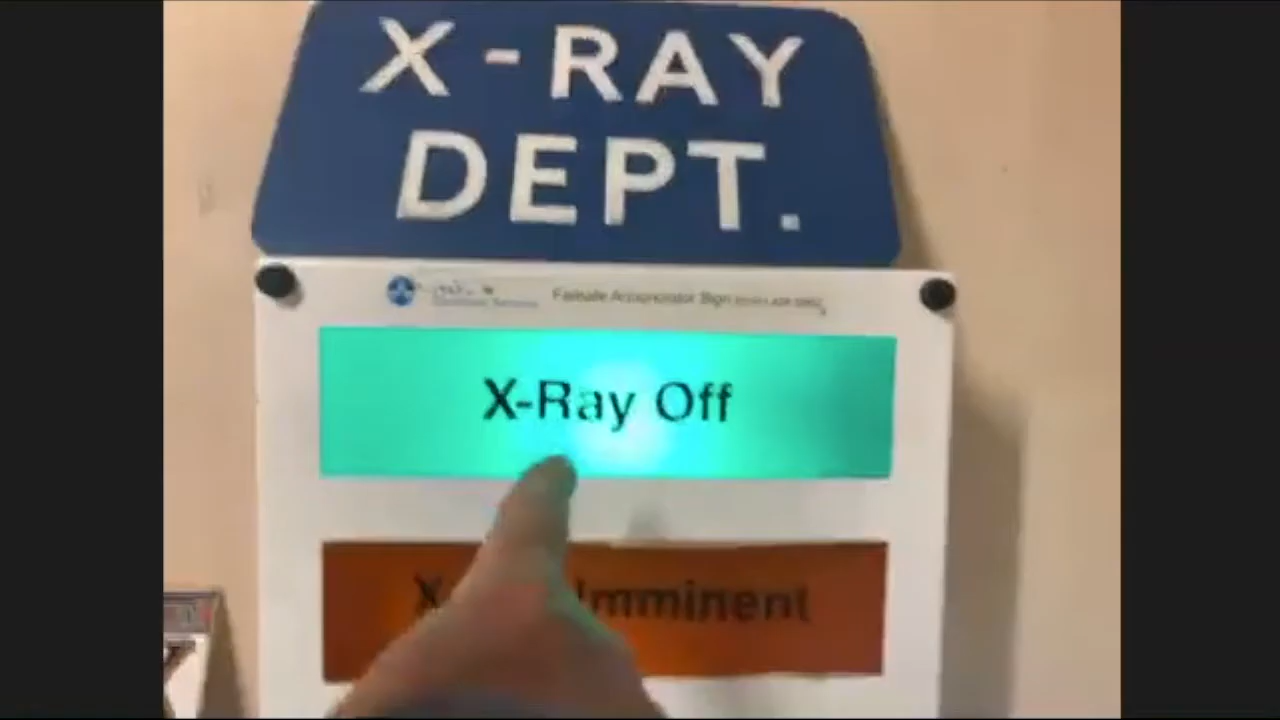 X-RAY
DEPT.
Failsafe Annunciator Sign
X-Ray Off
Imminent